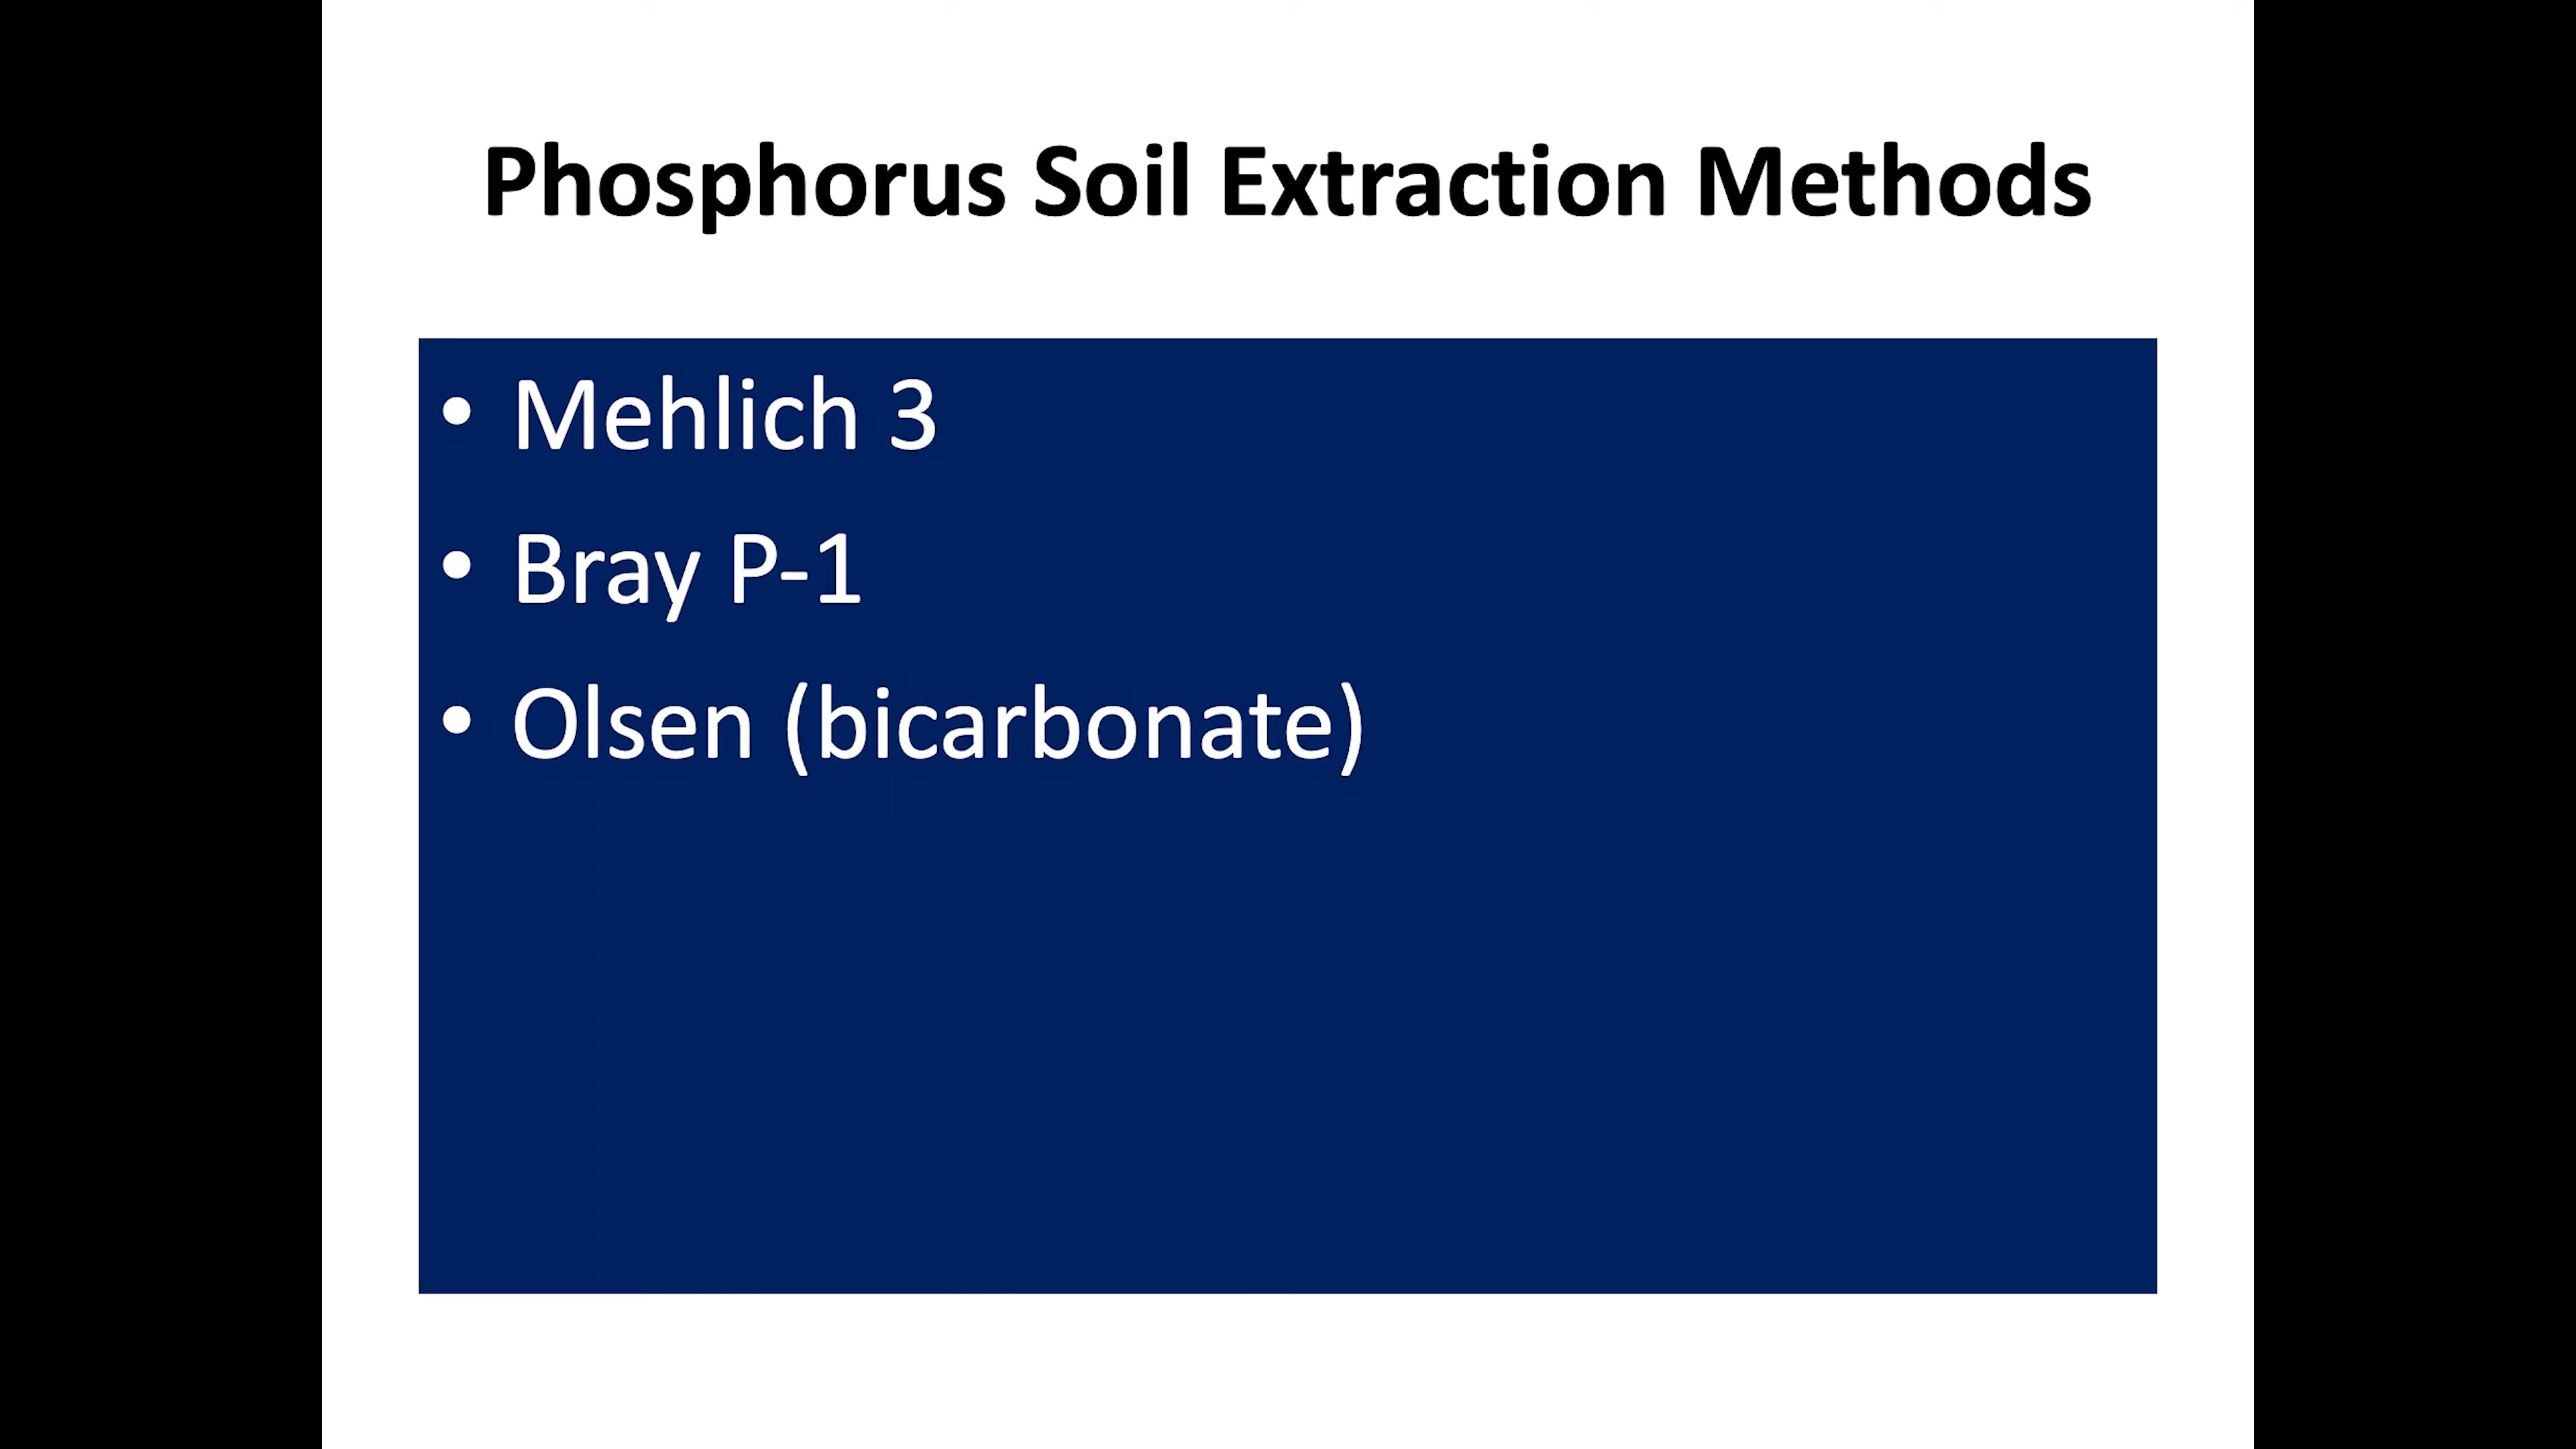 Phosphorus Soil Extraction Methods
• Mehlich 3
• Bray P-1
• Olsen (bicarbonate)